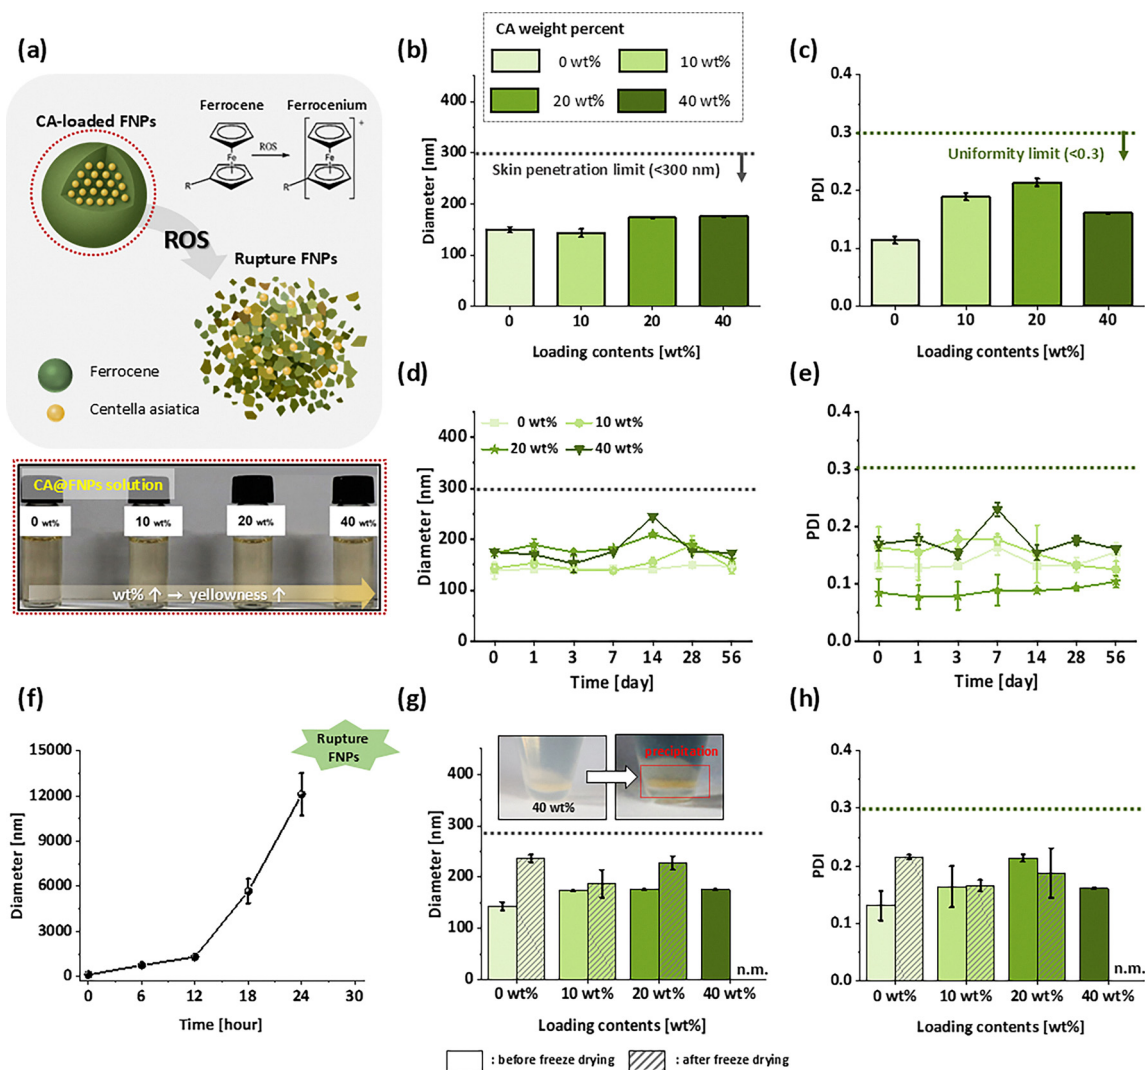 (a)
CA-loaded FNPs
Ferrocene
Ferrocenium
Fe
R
ROS
Fe
R
+
ROS
Rupture FNPs
Ferrocene
Centella asiatica
CA@FNPs solution
0 wt%
10 wt%
20 wt%
40 wt%
wt% ↑ → yellowness ↑
(b)
CA weight percent
0 wt%
10 wt%
20 wt%
40 wt%
Diameter [nm]
400
300
200
100
0
Skin penetration limit (<300 nm)
0 10 20 40
Loading contents [wt%]
(c)
PDI
0.4
0.3
0.2
0.1
0.0
Uniformity limit (<0.3)
0 10 20 40
Loading contents [wt%]
(d)
0 wt%
10 wt%
20 wt%
40 wt%
Diameter [nm]
400
300
200
100
0
0 1 3 7 14 28 56
Time [day]
(e)
PDI
0.4
0.3
0.2
0.1
0.0
0 1 3 7 14 28 56
Time [day]
(f)
Rupture
FNPs
Diameter [nm]
15000
12000
9000
6000
3000
0
0 6 12 18 24 30
Time [hour]
(g)
40 wt%
precipitation
Diameter [nm]
400
300
200
100
0
n.m.
0 wt% 10 wt% 20 wt% 40 wt%
Loading contents [wt%]
(h)
PDI
0.4
0.3
0.2
0.1
0.0
n.m.
0 wt% 10 wt% 20 wt% 40 wt%
Loading contents [wt%]
: before freeze drying
: after freeze drying